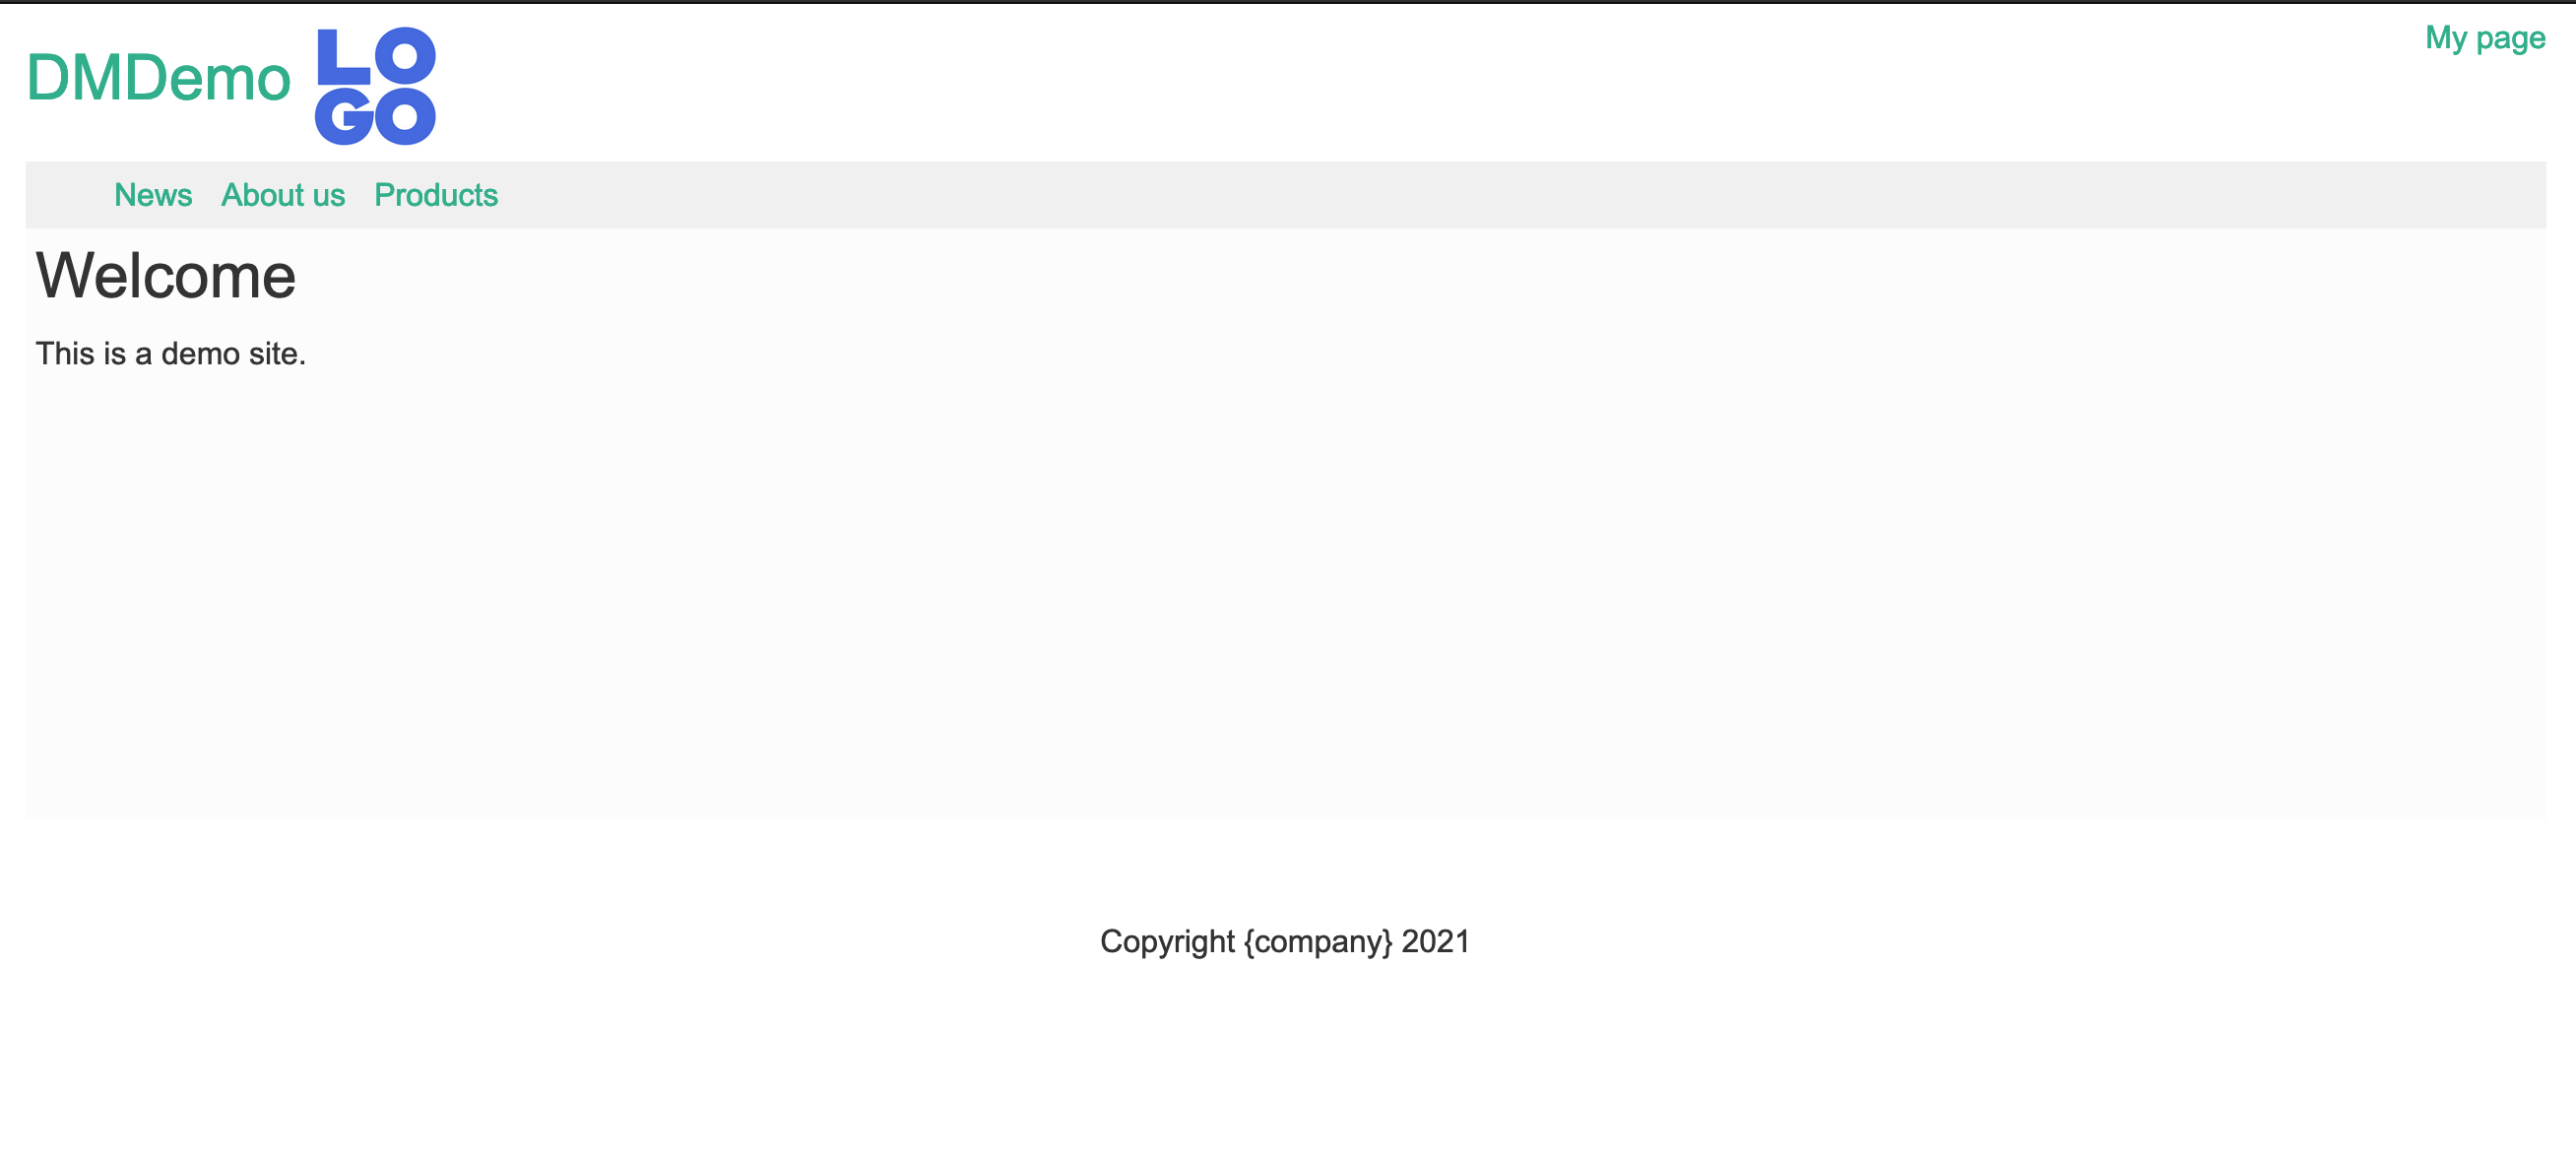 DMDemo
LO
GO
My page
News About us Products
Welcome
This is a demo site.
Copyright {company} 2021